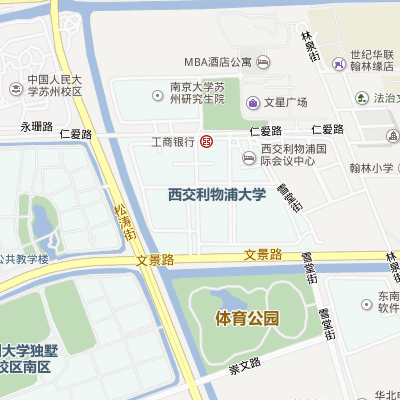 林泉街
MBA酒店公寓
世纪华联
翰林缘店
中国人民大
学苏州校区
南京大学苏
州研究生院
文星广场
法治文
永珊路
仁爱路
仁爱路
仁爱路
工商银行
西交利物浦国
际会议中心
翰林小学
西交利物浦大学
雪堂街
松涛街
公共教学楼
文景路
文景路
林泉街
雪堂街
东南
软件
体育公园
大学独墅
校区南区
崇文路
华北电
中